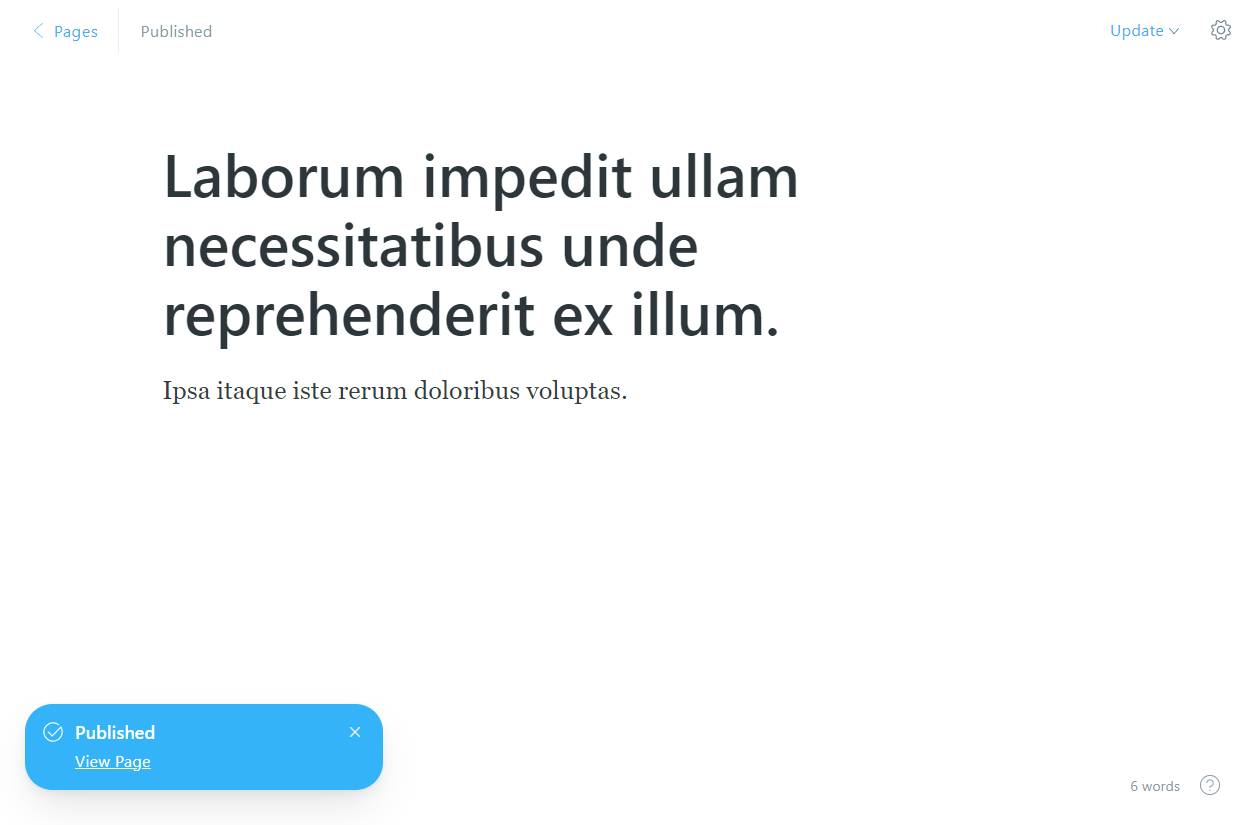 Pages
Published
Update
Laborum impedit ullam
necessitatibus unde
reprehenderit ex illum.
Ipsa itaque iste rerum doloribus voluptas.
Published
View Page
6 words
?